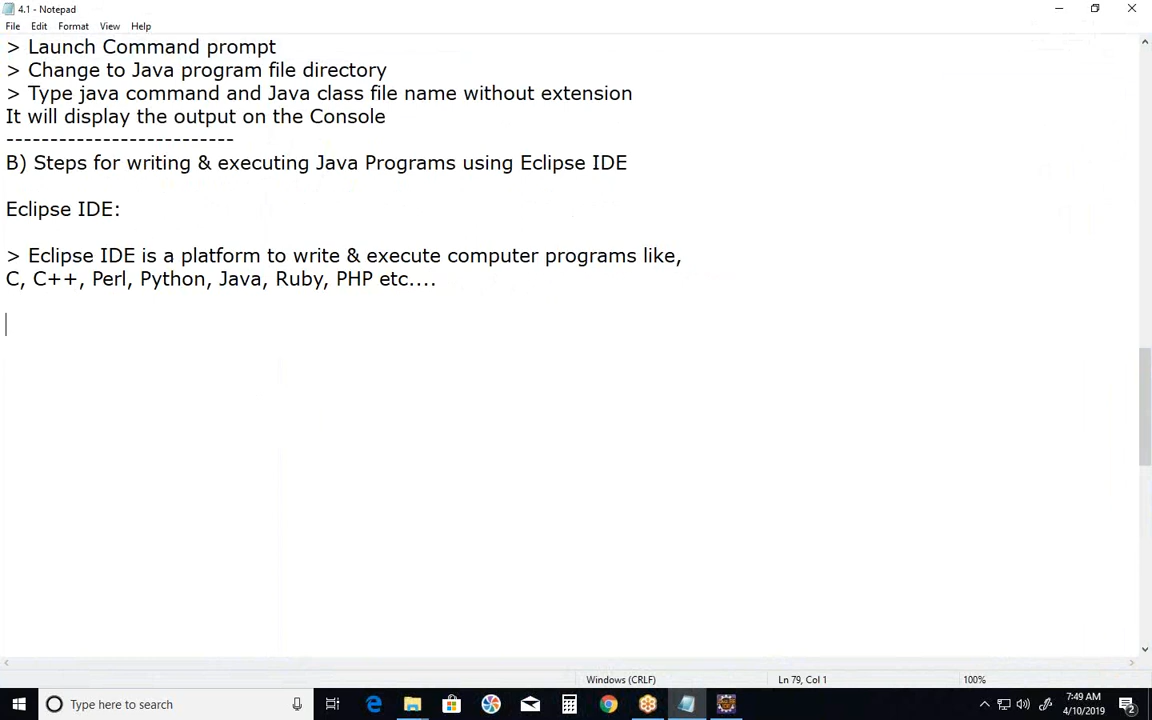 4.1 - Notepad
File Edit Format View Help
> Launch Command prompt
> Change to Java program file directory
> Type java command and Java class file name without extension
It will display the output on the Console
--------------------------
B) Steps for writing & executing Java Programs using Eclipse IDE
Eclipse IDE:
> Eclipse IDE is a platform to write & execute computer programs like,
C, C++, Perl, Python, Java, Ruby, PHP etc....
Windows (CRLF) Ln 79, Col 1 100%
Type here to search
7:49 AM
4/10/2019
2